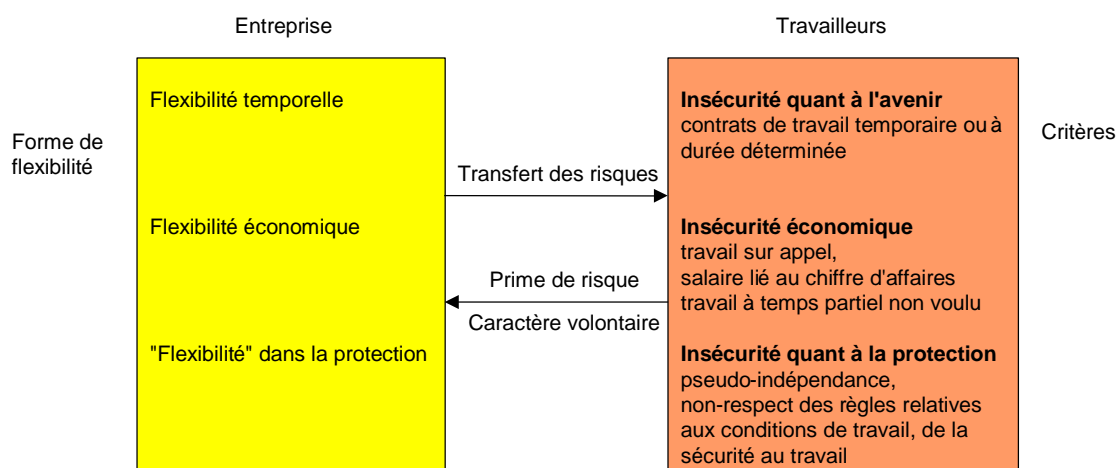 Entreprise
Travailleurs
Forme de
flexibilité
Flexibilité temporelle
Flexibilité économique
"Flexibilité" dans la protection
Transfert des risques
Prime de risque
Caractère volontaire
Insécurité quant à l'avenir
contrats de travail temporaire ou à
durée déterminée
Insécurité économique
travail sur appel,
salaire lié au chiffre d'affaires
travail à temps partiel non voulu
Insécurité quant à la protection
pseudo-indépendance,
non-respect des règles relatives
aux conditions de travail, de la
sécurité au travail
Critères